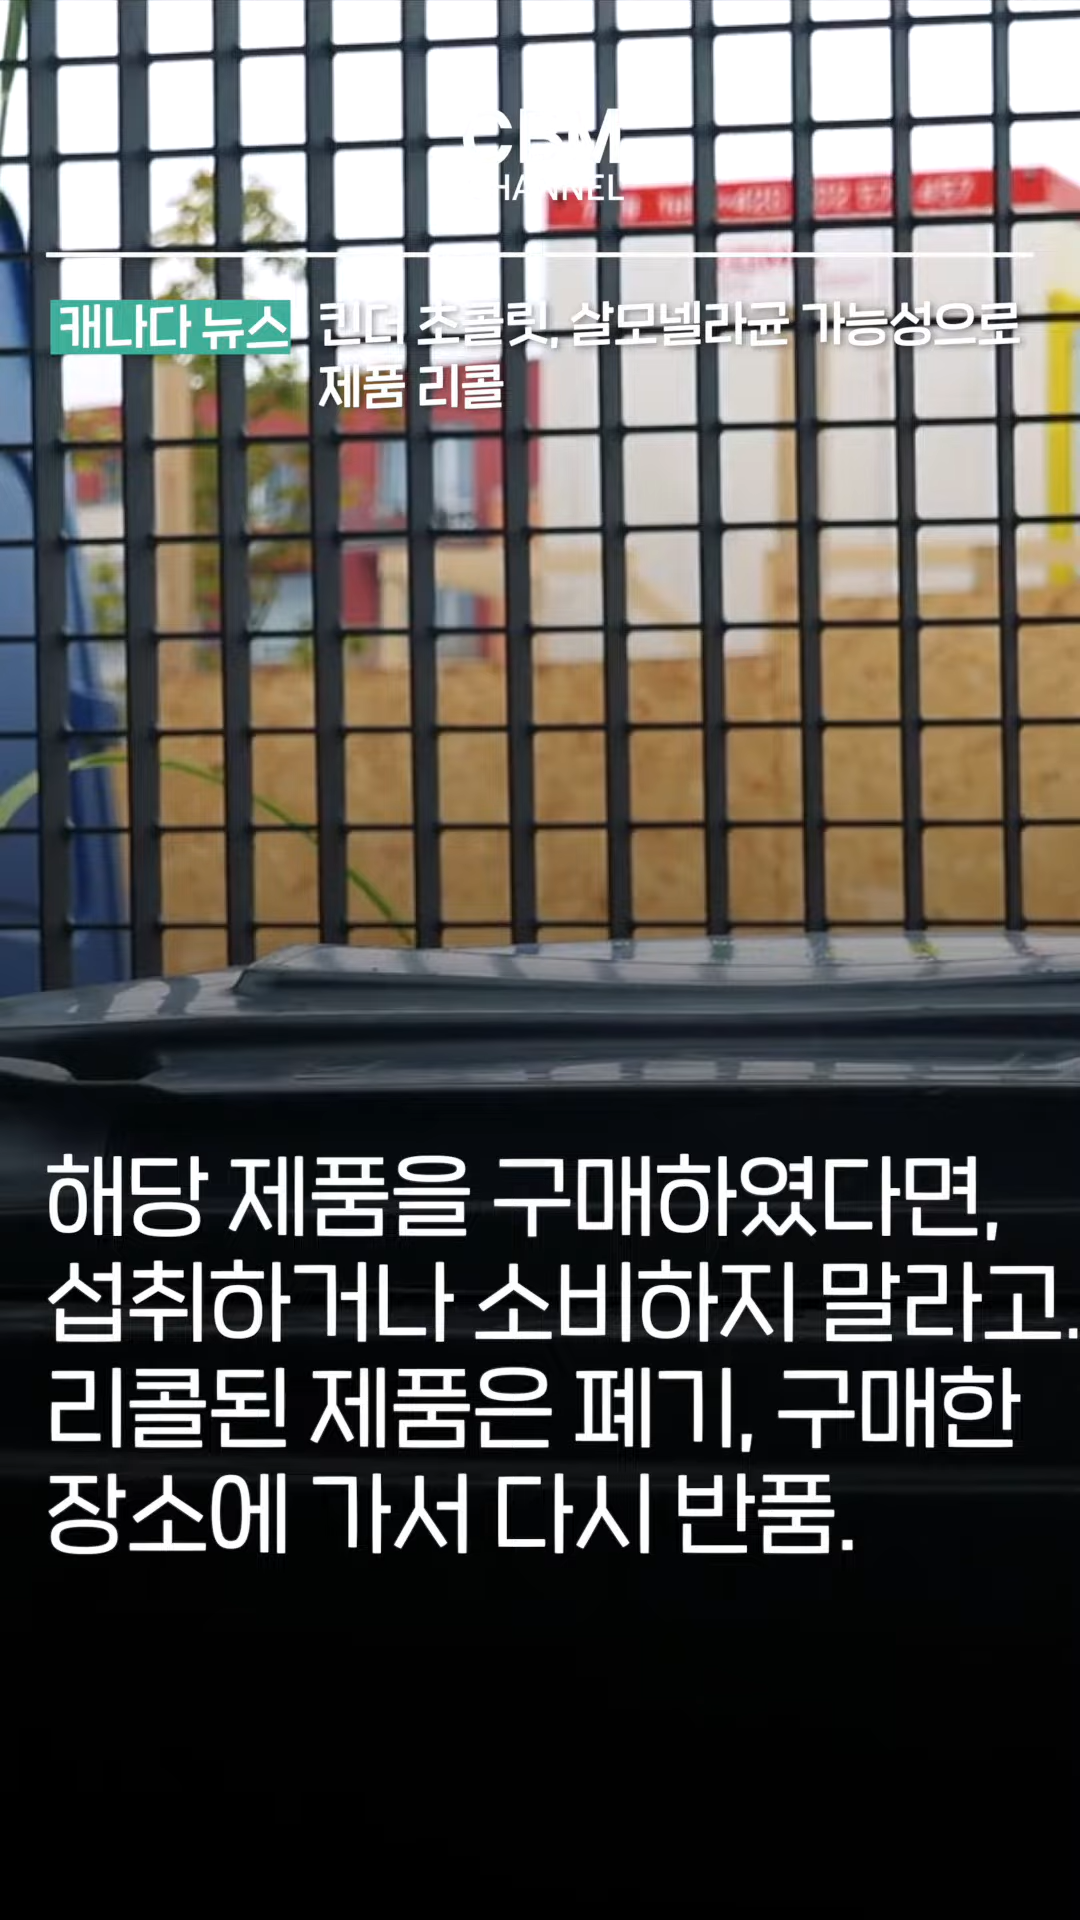 CBM
CHANNEL
캐나다 뉴스
킨더 초콜릿, 살모넬라균 가능성으로
제품 리콜
해당 제품을 구매하였다면,
섭취하거나 소비하지 말라고.
리콜된 제품은 폐기, 구매한
장소에 가서 다시 반품.